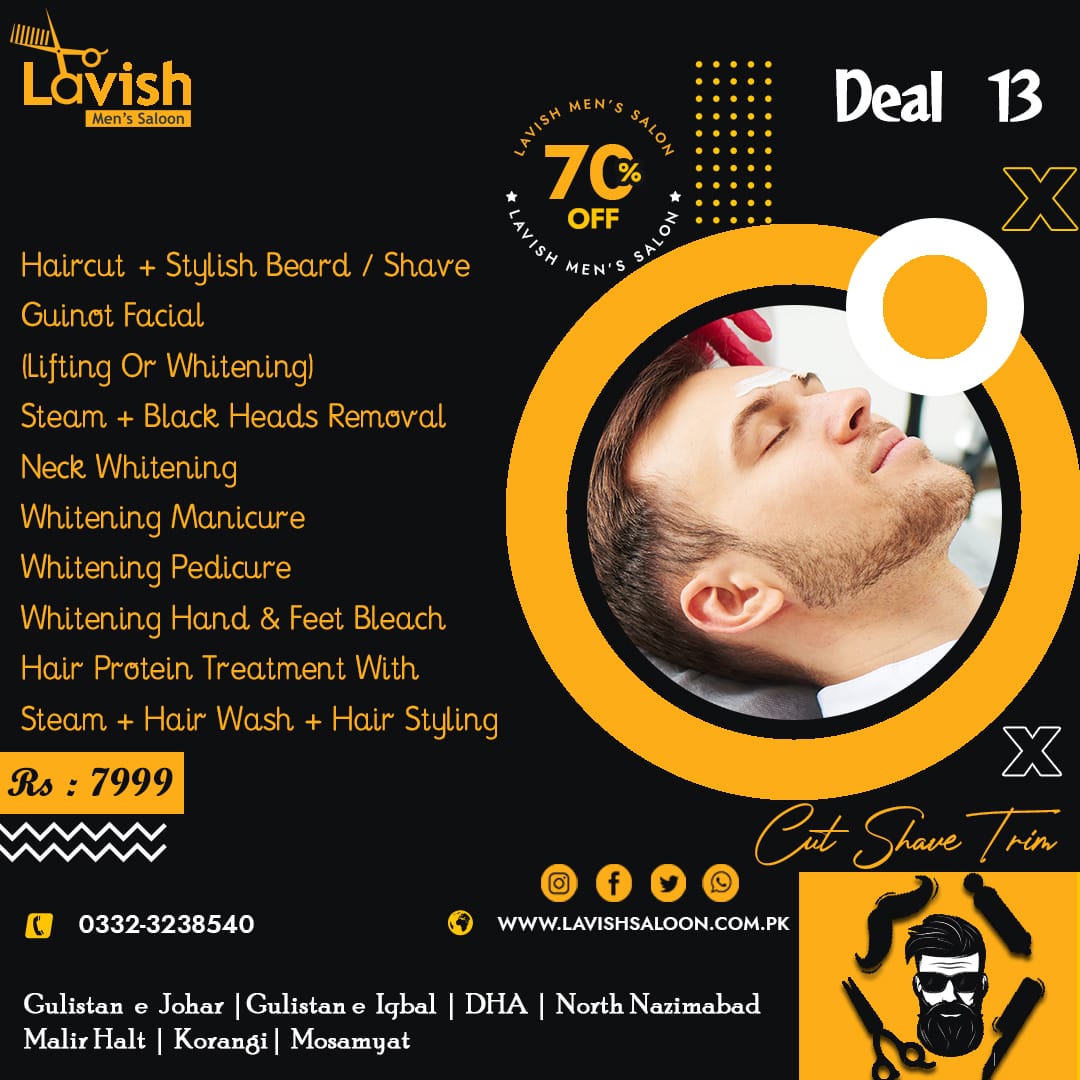 Lavish
Men's Saloon
Deal 13
LAVISH MEN'S SALON
70%
OFF
LAVISH MEN'S SALON
Haircut + Stylish Beard / Shave
Guinot Facial
(Lifting Or Whitening)
Steam + Black Heads Removal
Neck Whitening
Whitening Manicure
Whitening Pedicure
Whitening Hand & Feet Bleach
Hair Protein Treatment With
Steam + Hair Wash + Hair Styling
Rs : 7999
Cut Shave Trim
0332-3238540
WWW.LAVISHSALOON.COM.PK
Gulistan e Johar | Gulistan e Iqbal | DHA | North Nazimabad
Malir Halt | Korangi | Mosamyat